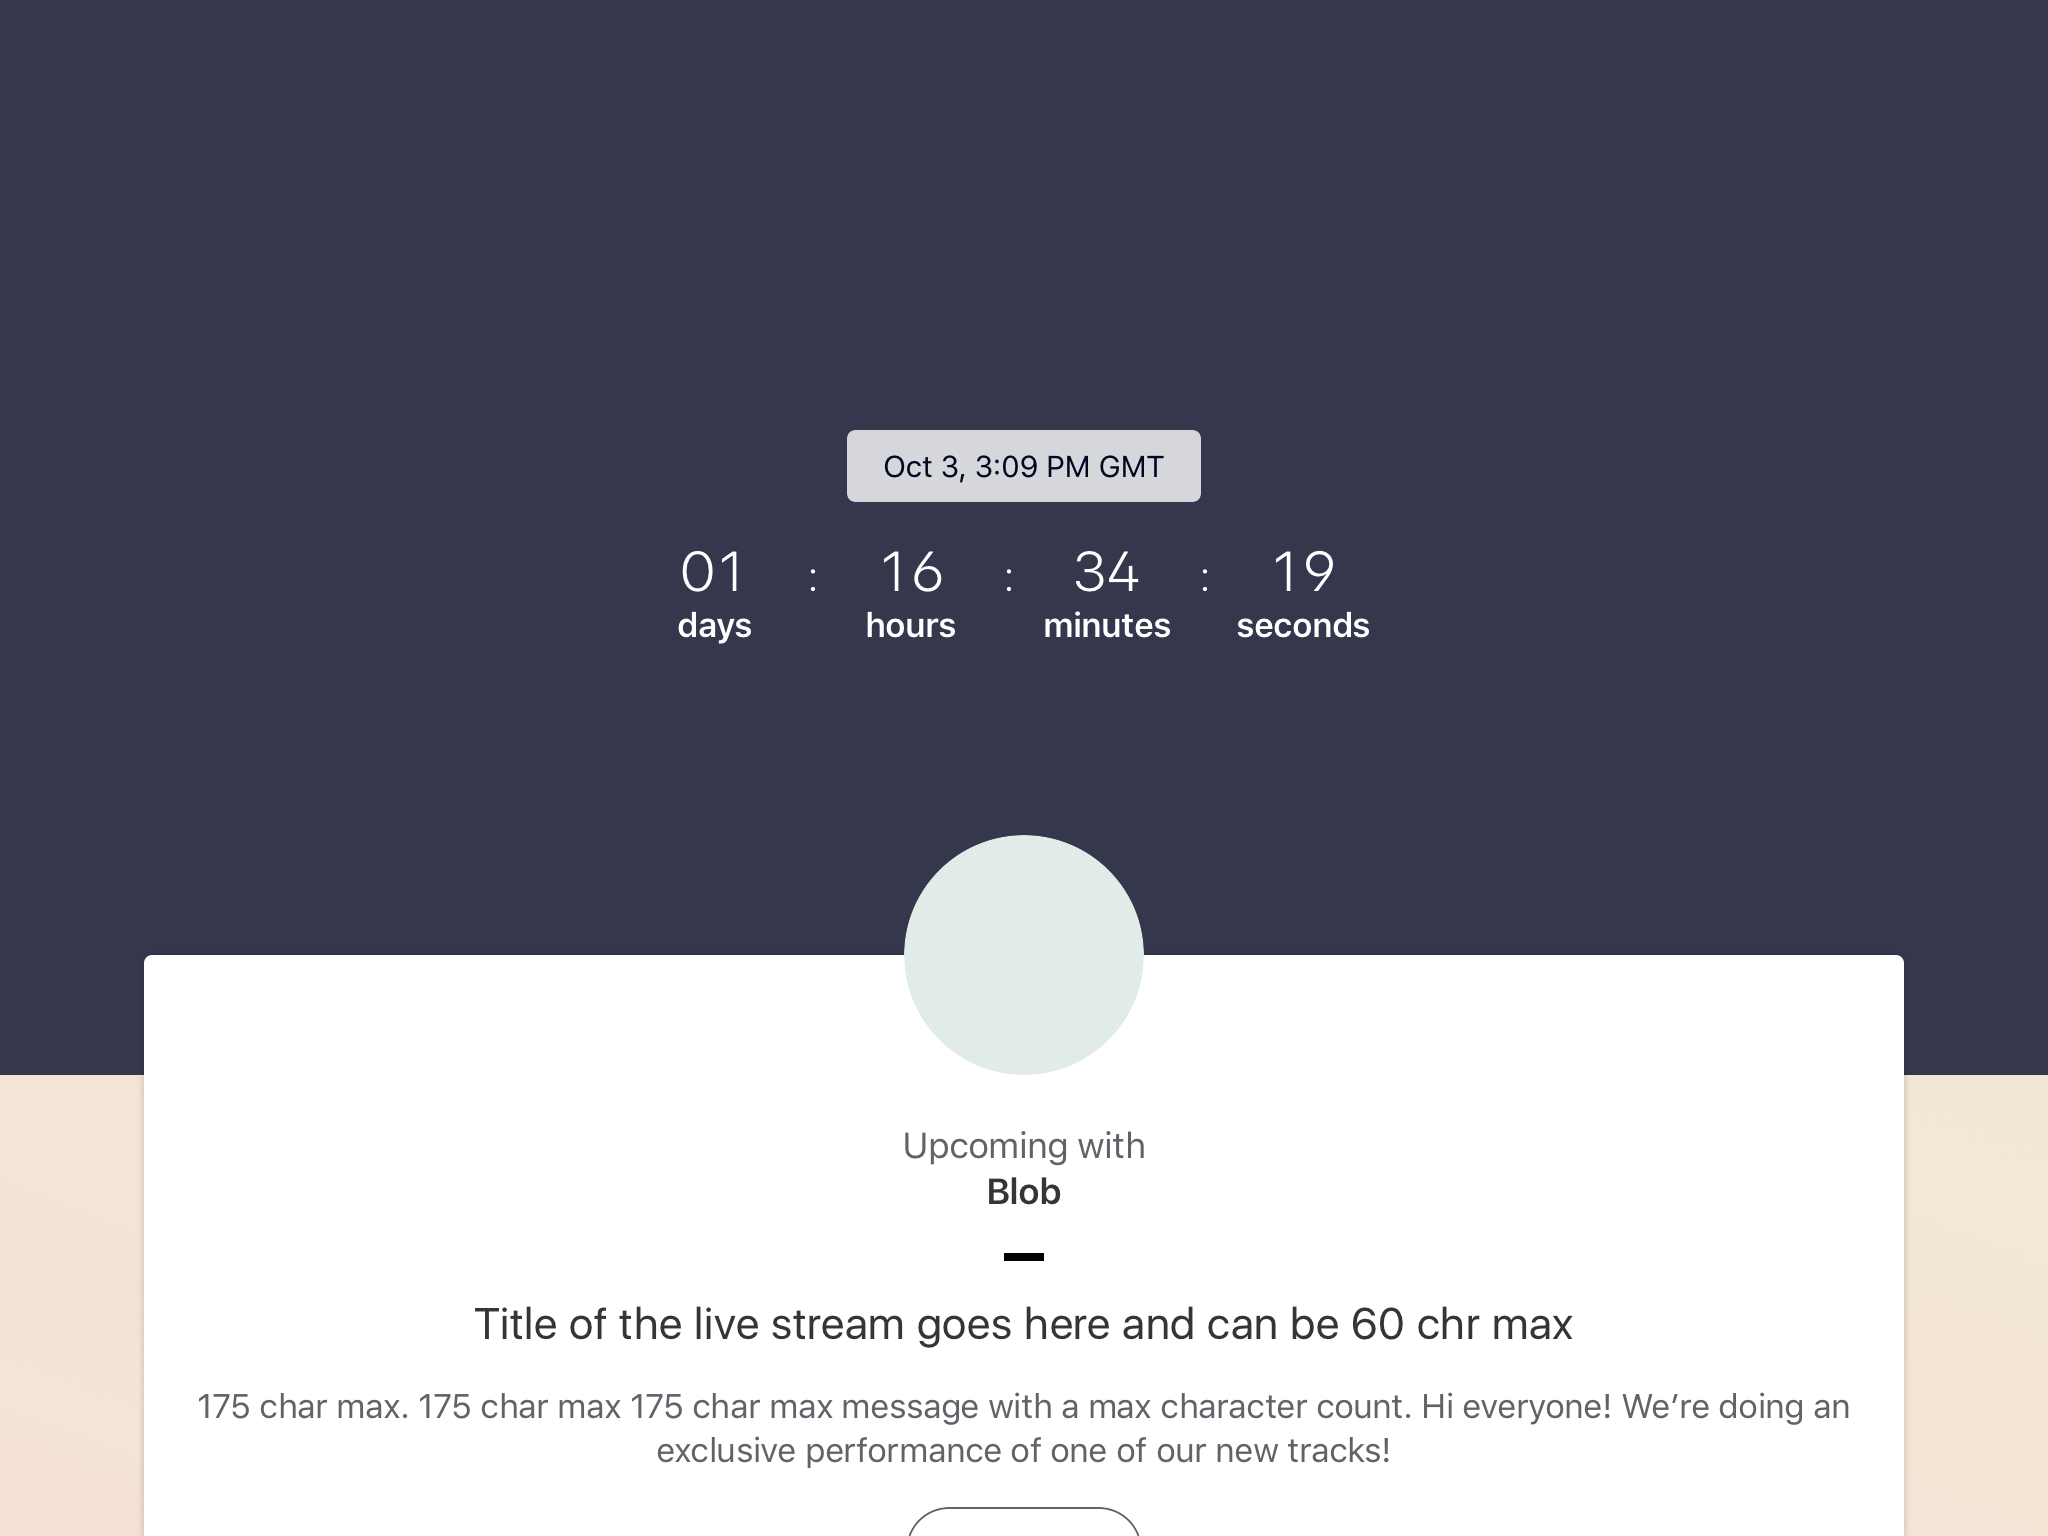 Oct 3, 3:09 PM GMT
01 : 16 : 34 : 19
days hours minutes seconds
Upcoming with
Blob
Title of the live stream goes here and can be 60 chr max
175 char max. 175 char max 175 char max message with a max character count. Hi everyone! We’re doing an
exclusive performance of one of our new tracks!